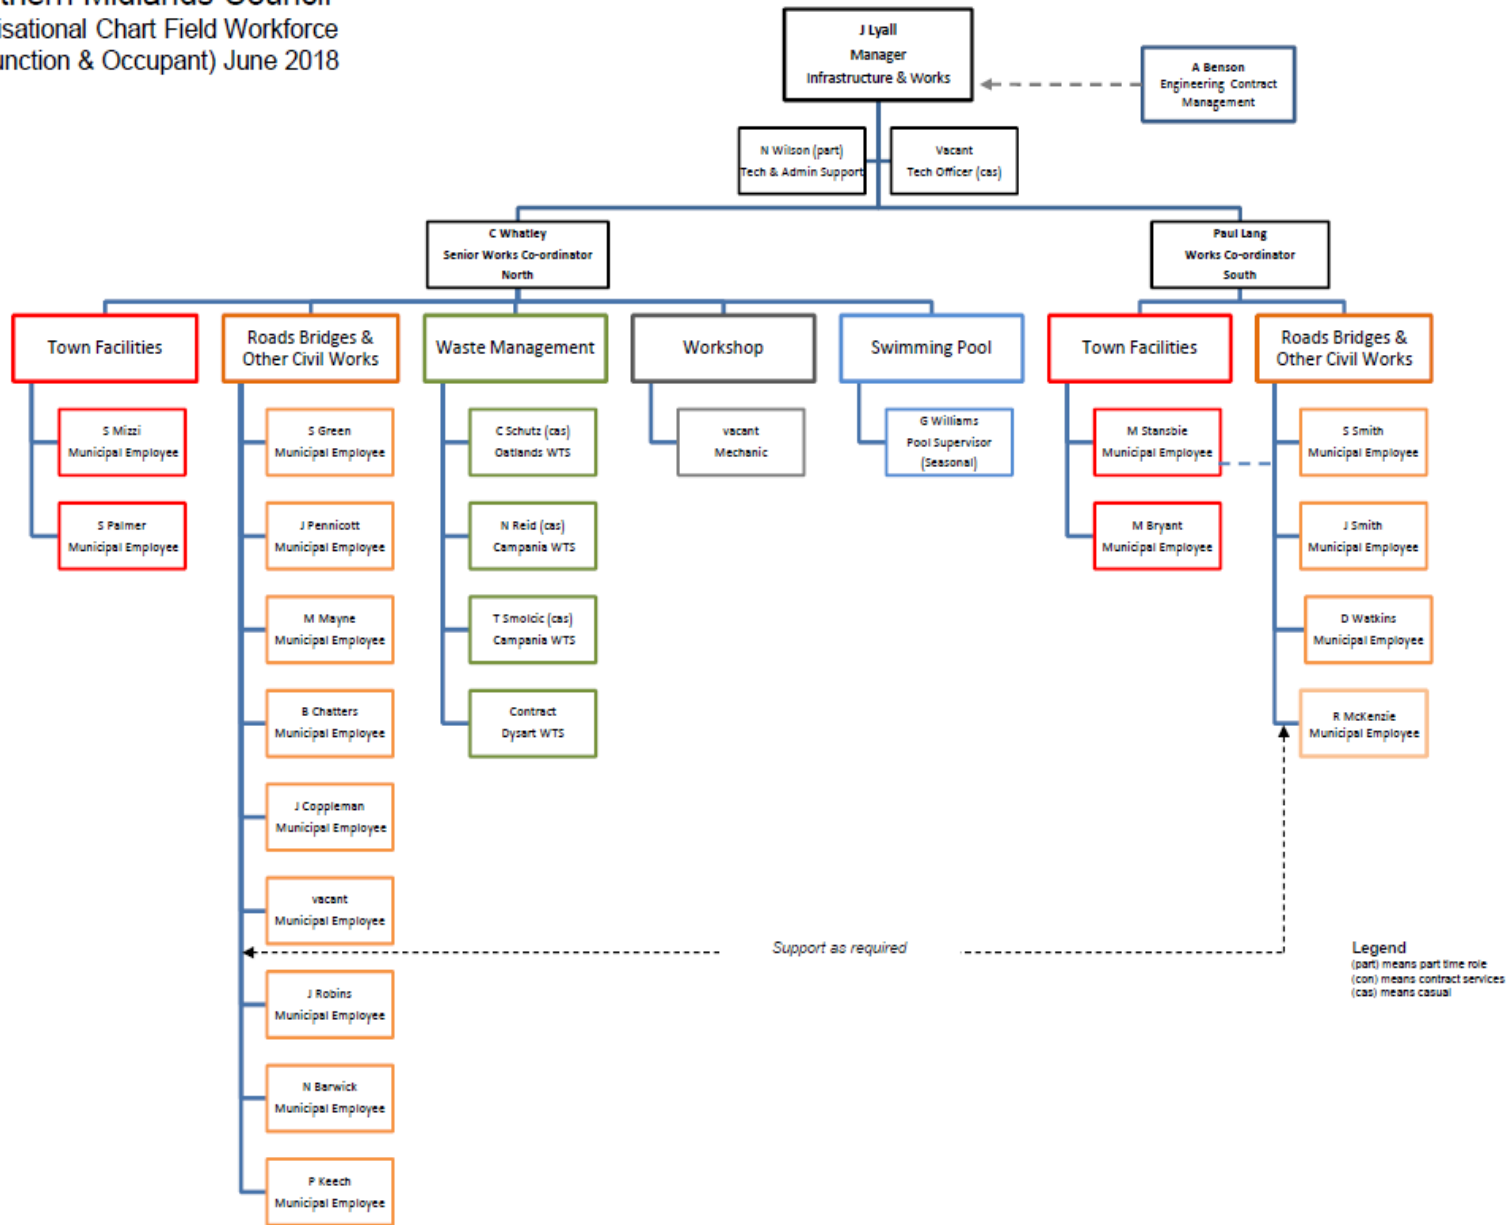 Midlands Council
Chart Field Workforce
& Occupant) June 2018
J Lyall
Manager
Infrastructure & Works
A Benson
Engineering Contract
Management
N Wilson (part)
Tech & Admin Support
Vacant
Tech Officer (cas)
C Whatley
Senior Works Co-ordinator
North
Paul Lang
Works Co-ordinator
South
Town Facilities
Roads Bridges &
Other Civil Works
Waste Management
Workshop
Swimming Pool
Town Facilities
Roads Bridges &
Other Civil Works
S Mizzi
Municipal Employee
S Palmer
Municipal Employee
S Green
Municipal Employee
J Pennicott
Municipal Employee
M Mayne
Municipal Employee
B Chatters
Municipal Employee
J Coppleman
Municipal Employee
vacant
Municipal Employee
J Robins
Municipal Employee
N Barwick
Municipal Employee
P Keech
Municipal Employee
C Schutz (cas)
Oatlands WTS
N Reid (cas)
Campania WTS
T Smolcic (cas)
Campania WTS
Contract
Dysart WTS
vacant
Mechanic
G Williams
Pool Supervisor
(Seasonal)
M Stansbie
Municipal Employee
M Bryant
Municipal Employee
S Smith
Municipal Employee
J Smith
Municipal Employee
D Watkins
Municipal Employee
R McKenzie
Municipal Employee
Support as required
Legend
(part) means part time role
(con) means contract services
(cas) means casual